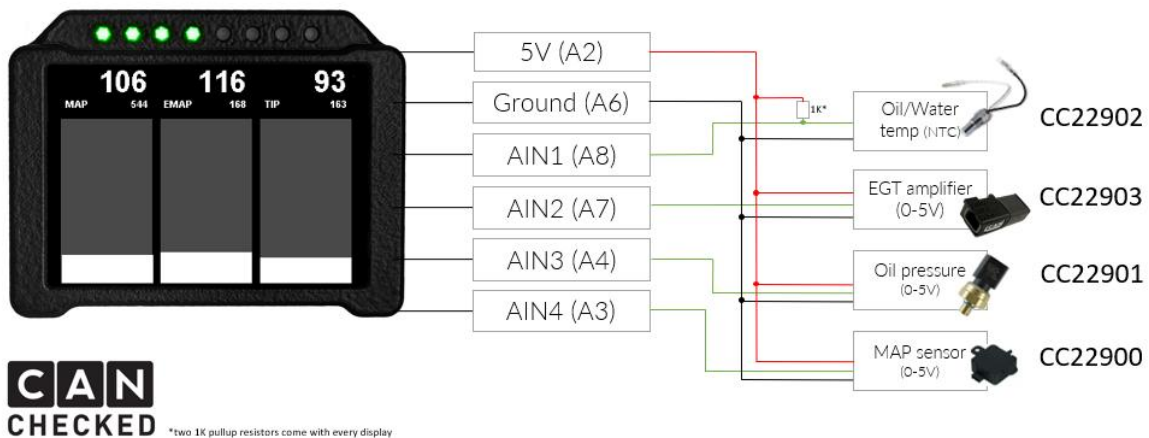 106 116 93
MAP 544 EMAP 168 TIP 163
5V (A2)
Ground (A6)
AIN1 (A8)
AIN2 (A7)
AIN3 (A4)
AIN4 (A3)
1K*
Oil/Water
temp (NTC)
CC22902
EGT amplifier
(0-5V)
CC22903
Oil pressure
(0-5V)
CC22901
MAP sensor
(0-5V)
CC22900
CAN
CHECKED
*two 1K pullup resistors come with every display